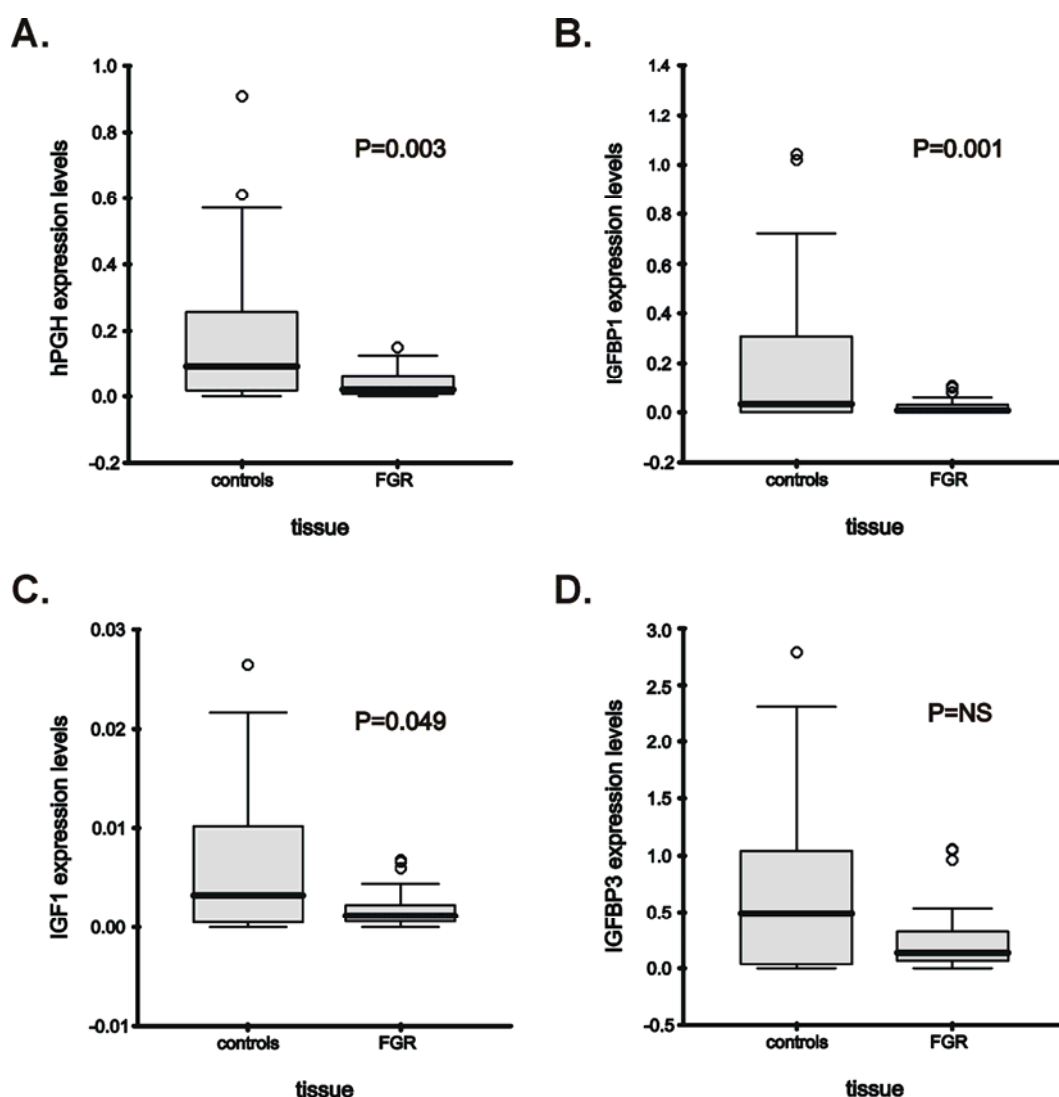 A.
hPGH expression levels
1.0
0.8
0.6
0.4
0.2
0.0
-0.2
P=0.003
controls
FGR
tissue
B.
IGFBP1 expression levels
1.4
1.2
1.0
0.8
0.6
0.4
0.2
0.0
-0.2
P=0.001
controls
FGR
tissue
C.
IGF1 expression levels
0.03
0.02
0.01
0.00
-0.01
P=0.049
controls
FGR
tissue
D.
IGFBP3 expression levels
3.0
2.5
2.0
1.5
1.0
0.5
0.0
-0.5
P=NS
controls
FGR
tissue